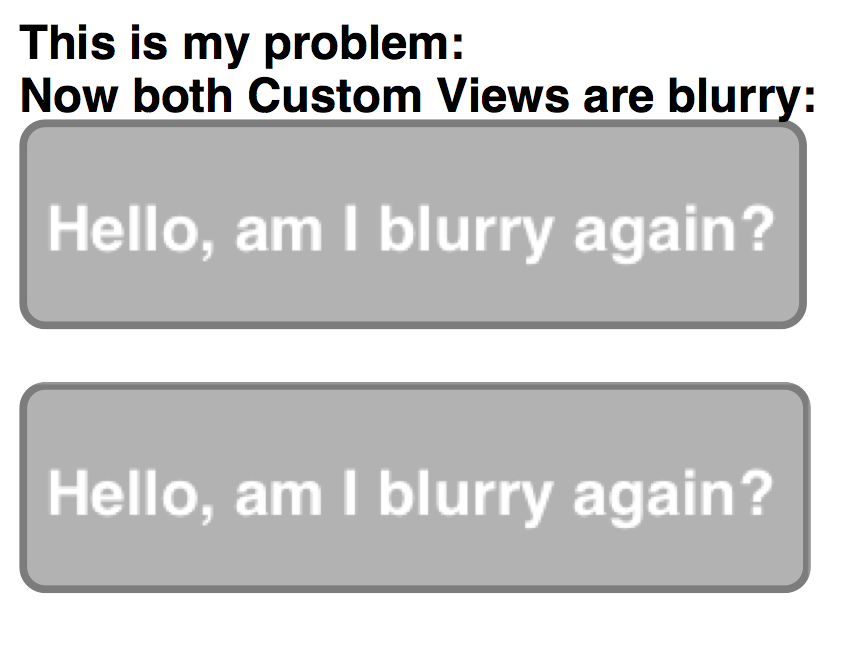 This is my problem:
Now both Custom Views are blurry:
Hello, am I blurry again?
Hello, am I blurry again?